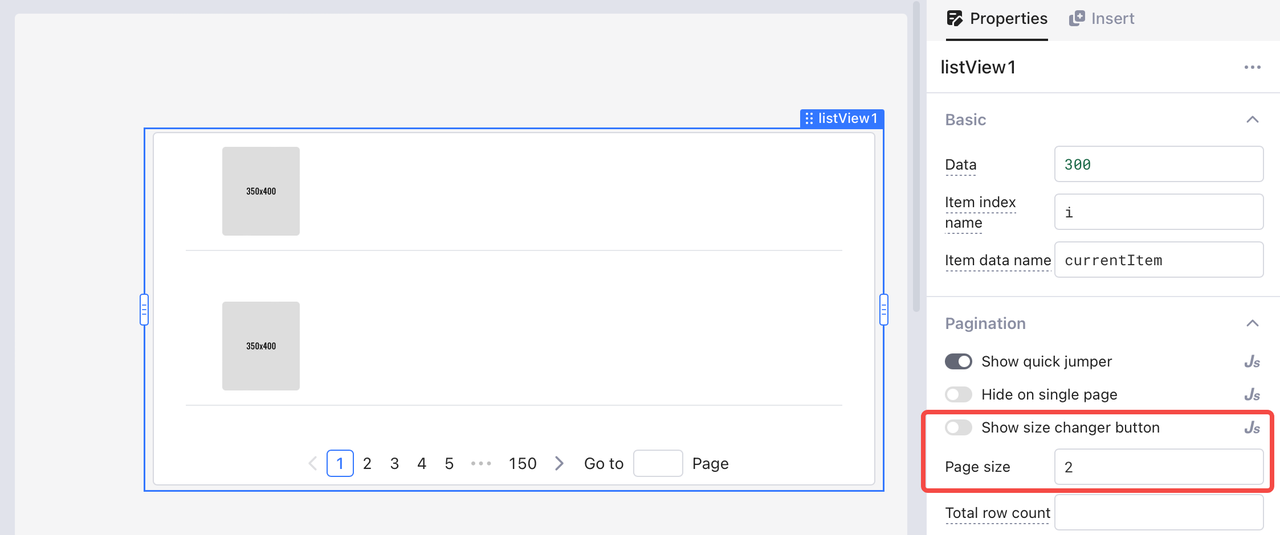 Properties Insert
listView1
Basic
Data 300
Item index name i
Item data name currentItem
Pagination
Show quick jumper Js
Hide on single page Js
Show size changer button Js
Page size 2
Total row count
listView1
350x400
350x400
1 2 3 4 5 ••• 150 Go to Page